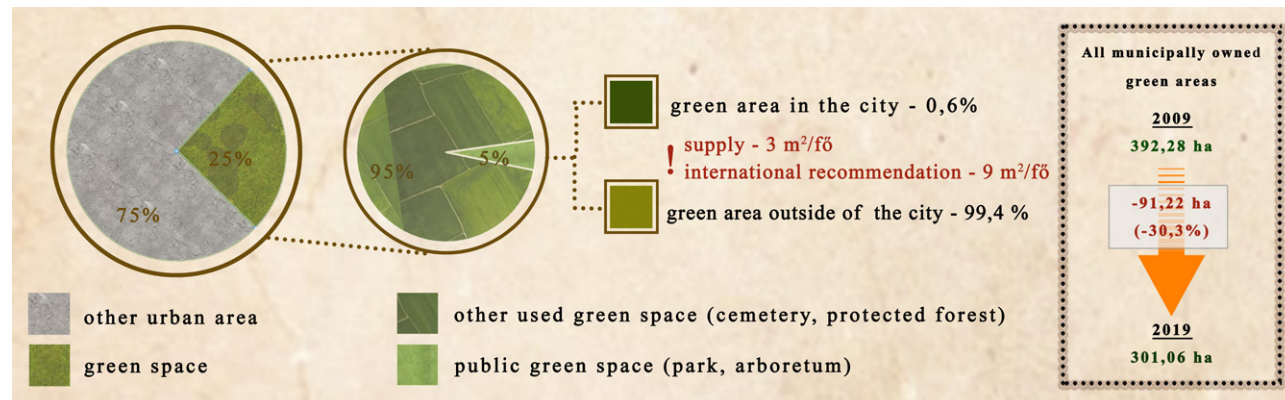 75%
25%
95%
5%
green area in the city - 0,6%
! supply - 3 m²/fő
international recommendation - 9 m²/fő
green area outside of the city - 99,4 %
other urban area
green space
other used green space (cemetery, protected forest)
public green space (park, arboretum)
All municipally owned
green areas
2009
392,28 ha
-91,22 ha
(-30,3%)
2019
301,06 ha